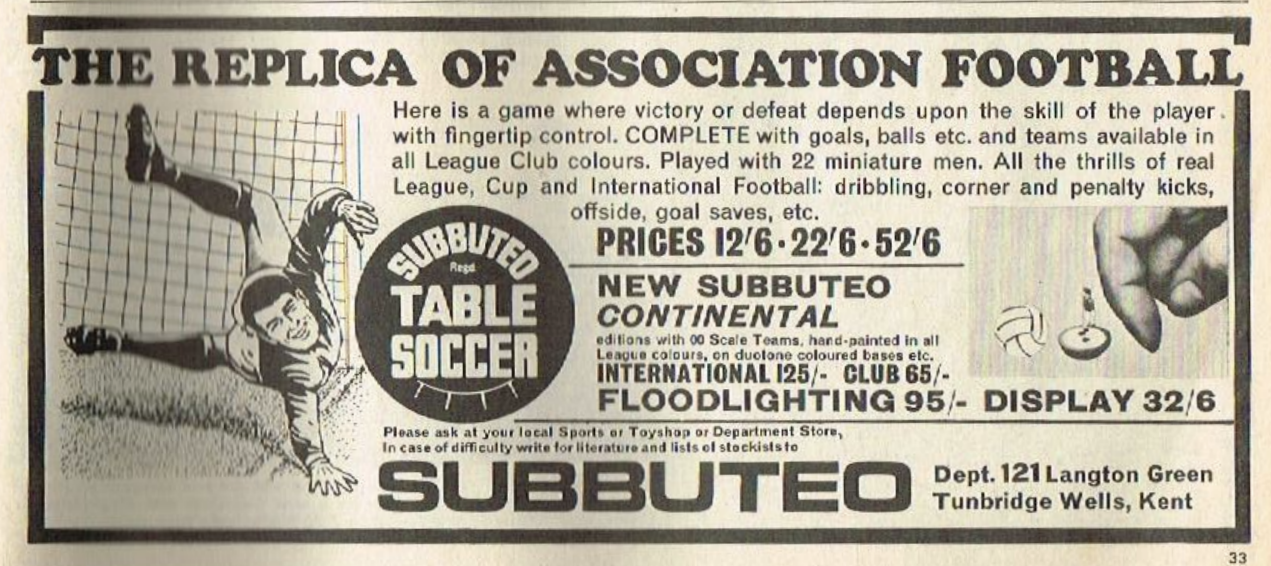 THE REPLICA OF ASSOCIATION FOOTBALL
Here is a game where victory or defeat depends upon the skill of the player
with fingertip control. COMPLETE with goals, balls etc. and teams available in
all League Club colours. Played with 22 miniature men. All the thrills of real
League, Cup and International Football: dribbling, corner and penalty kicks,
offside, goal saves, etc.
PRICES 12'6 · 22'6 · 52'6
SUBBUTEO
Regd
TABLE
SOCCER
NEW SUBBUTEO
CONTINENTAL
editions with 00 Scale Teams, hand-painted in all
League colours, on duotone coloured bases etc.
INTERNATIONAL 125/- CLUB 65/-
FLOODLIGHTING 95/- DISPLAY 32/6
Please ask at your local Sports or Toyshop or Department Store,
In case of difficulty write for literature and lists of stockists to
SUBBUTEO
Dept. 121 Langton Green
Tunbridge Wells, Kent
33